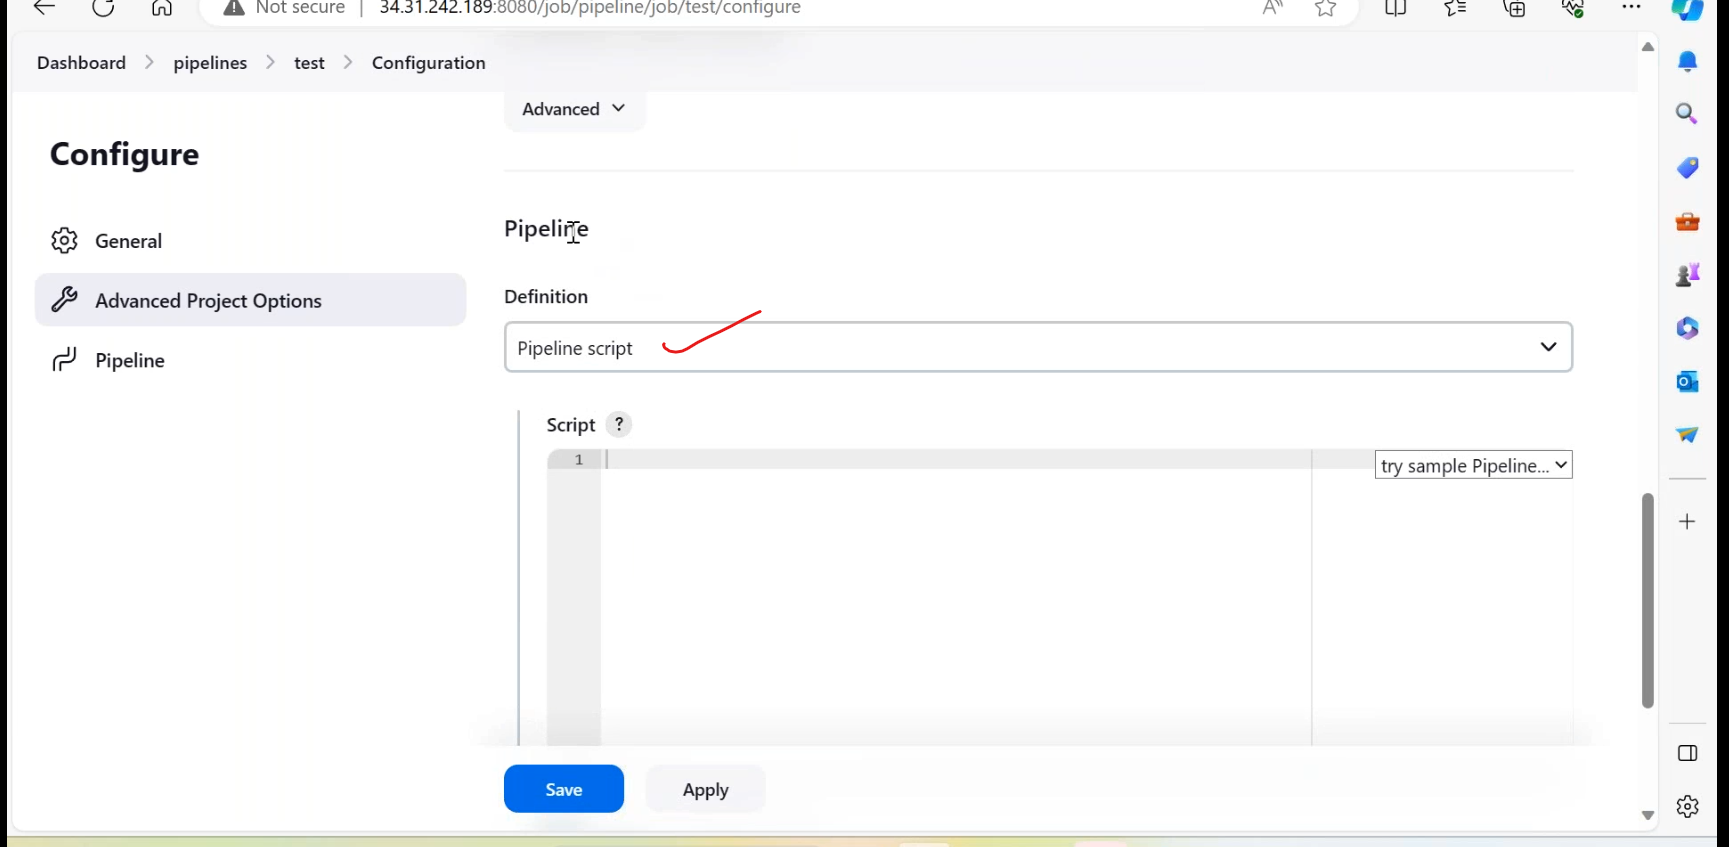 Not secure | 34.31.242.189:8080/job/pipeline/job/test/configure
Dashboard > pipelines > test > Configuration
Advanced
Configure
General
Advanced Project Options
Pipeline
Pipeline
Definition
Pipeline script
Script ?
1
try sample Pipeline...
Save
Apply